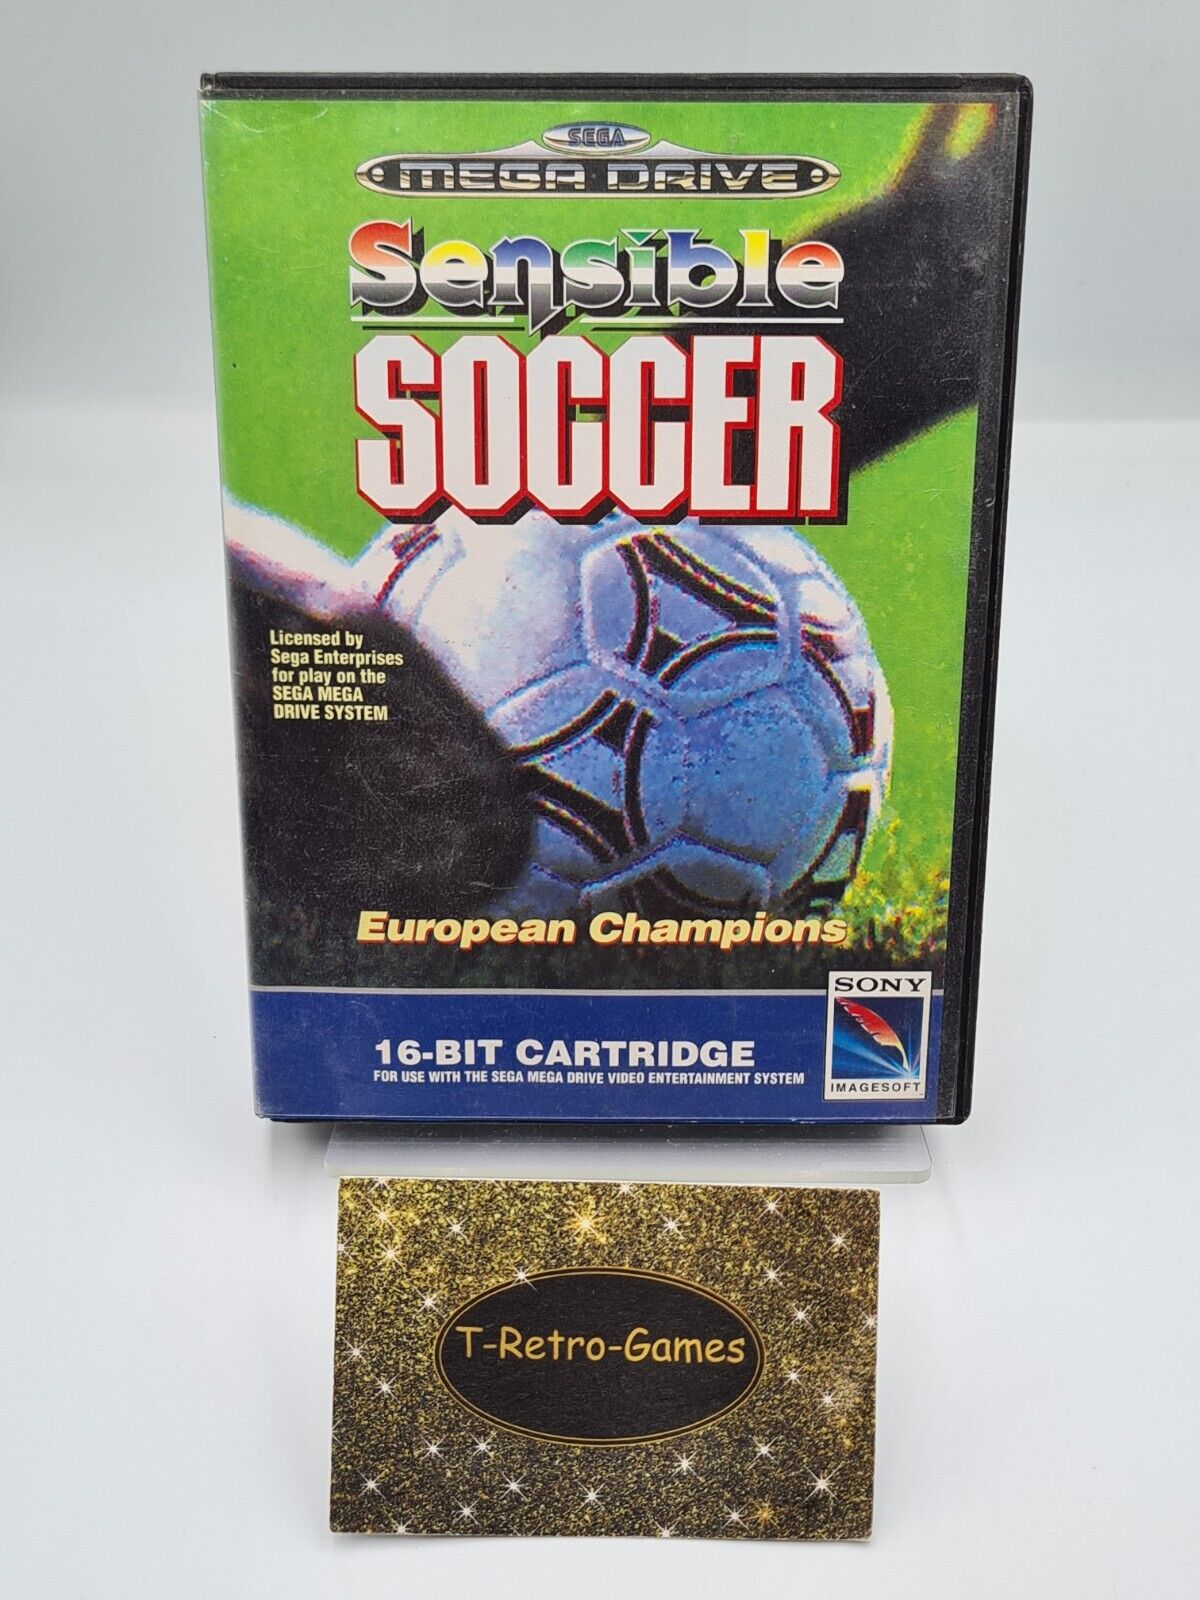 SEGA
MEGA DRIVE
Sensible
SOCCER
Licensed by
Sega Enterprises
for play on the
SEGA MEGA
DRIVE SYSTEM
European Champions
SONY
IMAGESOFT
16-BIT CARTRIDGE
FOR USE WITH THE SEGA MEGA DRIVE VIDEO ENTERTAINMENT SYSTEM
T-Retro-Games